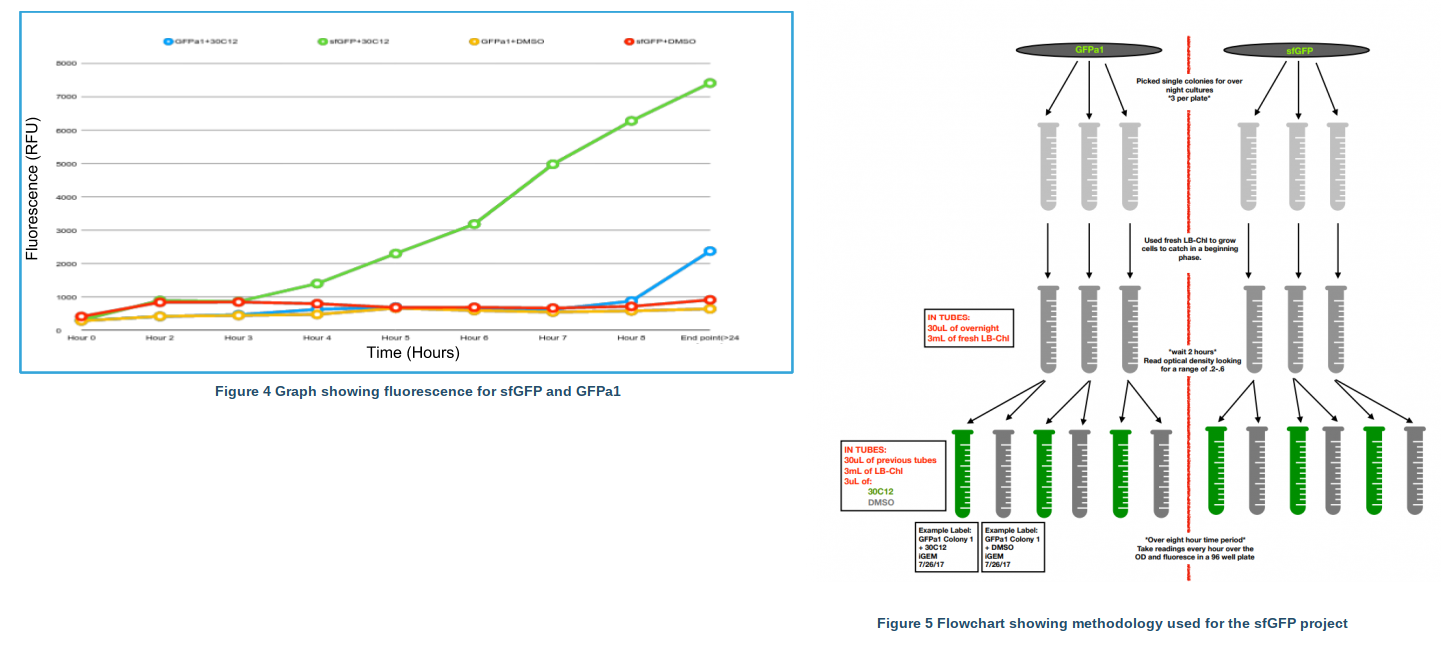 GFPa1+30C12 sfGFP+30C12 GFPa1+DMSO sfGFP+DMSO
8000
7000
6000
5000
4000
3000
2000
1000
0
Fluorescence (RFU)
Hour 0 Hour 2 Hour 3 Hour 4 Hour 5 Hour 6 Hour 7 Hour 8 End point(>24
Time (Hours)
Figure 4 Graph showing fluorescence for sfGFP and GFPa1
GFPa1 sfGFP
Picked single colonies for over
night cultures
*3 per plate*
Used fresh LB-Chl to grow
cells to catch in a beginning
phase.
IN TUBES:
30uL of overnight
3mL of fresh LB-Chl
*wait 2 hours*
Read optical density looking
for a range of .2-.6
IN TUBES:
30uL of previous tubes
3mL of LB-Chl
3uL of:
30C12
DMSO
Example Label:
GFPa1 Colony 1
+ 30C12
iGEM
7/26/17
Example Label:
GFPa1 Colony 1
+ DMSO
iGEM
7/26/17
*Over eight hour time period*
Take readings every hour over the
OD and fluoresce in a 96 well plate
Figure 5 Flowchart showing methodology used for the sfGFP project